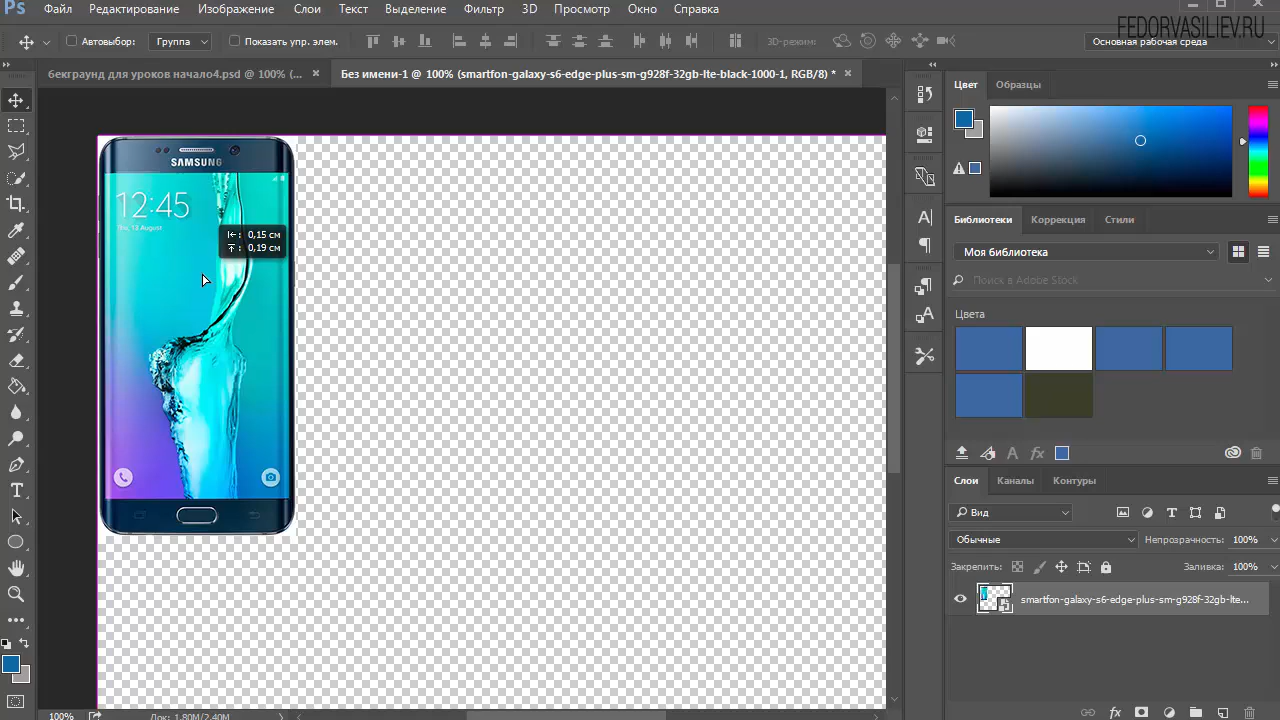 Ps Файл Редактирование Изображение Слои Текст Выделение Фильтр 3D Просмотр Окно Справка
FEDORVASILIEV.RU
Автовыбор: Группа Показать упр. элем. 3D-режим: Основная рабочая среда
бекграунд для уроков начало4.psd @ 100% (... × Без имени-1 @ 100% (smartfon-galaxy-s6-edge-plus-sm-g928f-32gb-lte-black-1000-1, RGB/8) * ×
Цвет Образцы
SAMSUNG
12:45
Thu, 13 August
0,15 см
0,19 см
Библиотеки Коррекция Стили
Моя библиотека
Поиск в Adobe Stock
Цвета
Слои Каналы Контуры
Вид
Обычные Непрозрачность: 100%
Закрепить: Заливка: 100%
smartfon-galaxy-s6-edge-plus-sm-g928f-32gb-lte...
100% Док: 1,80M/2,40M